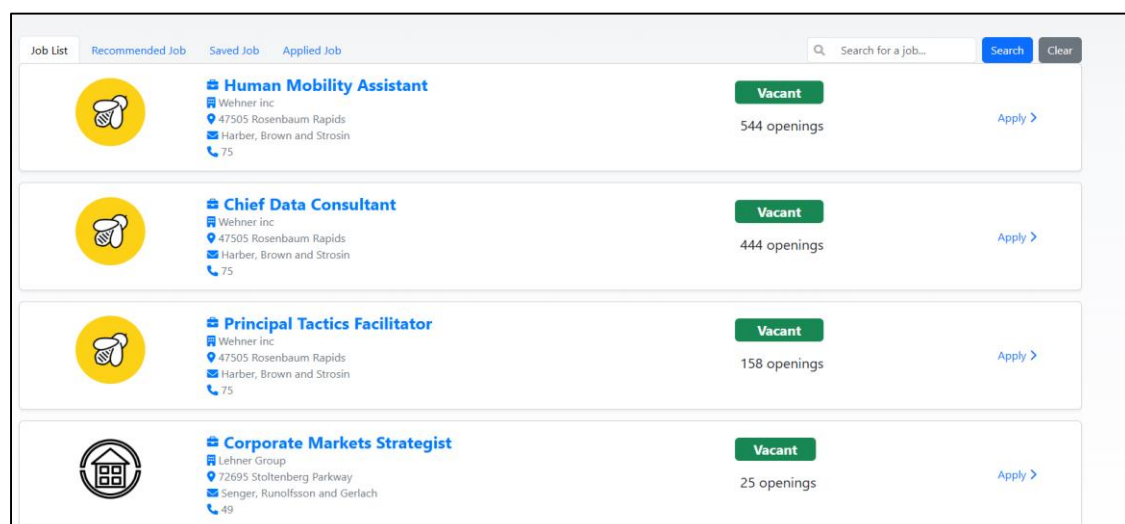 Job List Recommended Job Saved Job Applied Job Search for a job... Search Clear
Human Mobility Assistant
Wehner inc
47505 Rosenbaum Rapids
Harber, Brown and Strosin
75
Vacant
544 openings
Apply
Chief Data Consultant
Wehner inc
47505 Rosenbaum Rapids
Harber, Brown and Strosin
75
Vacant
444 openings
Apply
Principal Tactics Facilitator
Wehner inc
47505 Rosenbaum Rapids
Harber, Brown and Strosin
75
Vacant
158 openings
Apply
Corporate Markets Strategist
Lehner Group
72695 Stoltenberg Parkway
Senger, Runolfsson and Gerlach
49
Vacant
25 openings
Apply